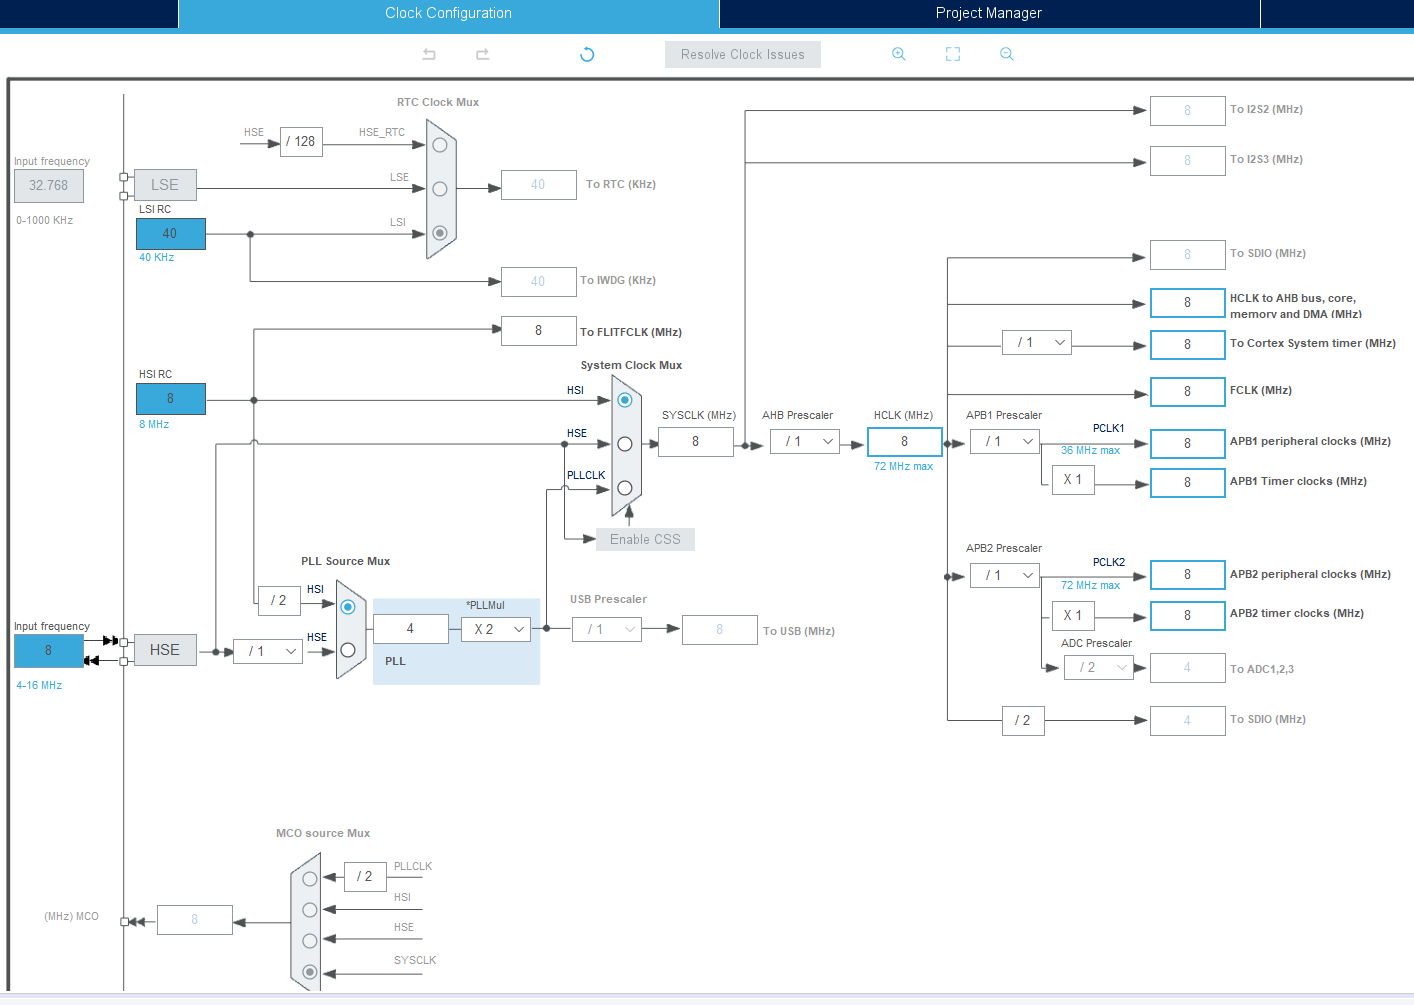 Clock Configuration
Project Manager
Resolve Clock Issues
RTC Clock Mux
HSE
/ 128
HSE_RTC
Input frequency
32.768
0-1000 KHz
LSE
LSE
40
To RTC (KHz)
LSI RC
40
40 KHz
LSI
40
To IWDG (KHz)
8
To FLITFCLK (MHz)
HSI RC
8
8 MHz
System Clock Mux
HSI
HSE
PLLCLK
Enable CSS
SYSCLK (MHz)
8
AHB Prescaler
/ 1
HCLK (MHz)
8
72 MHz max
8
To I2S2 (MHz)
8
To I2S3 (MHz)
8
To SDIO (MHz)
8
HCLK to AHB bus, core,
memory and DMA (MHz)
/ 1
8
To Cortex System timer (MHz)
8
FCLK (MHz)
APB1 Prescaler
/ 1
PCLK1
36 MHz max
8
APB1 peripheral clocks (MHz)
X 1
8
APB1 Timer clocks (MHz)
APB2 Prescaler
/ 1
PCLK2
72 MHz max
8
APB2 peripheral clocks (MHz)
X 1
8
APB2 timer clocks (MHz)
ADC Prescaler
/ 2
4
To ADC1,2,3
/ 2
4
To SDIO (MHz)
PLL Source Mux
/ 2
HSI
Input frequency
8
4-16 MHz
HSE
/ 1
HSE
4
*PLLMul
X 2
PLL
USB Prescaler
/ 1
8
To USB (MHz)
MCO source Mux
/ 2
PLLCLK
HSI
HSE
SYSCLK
(MHz) MCO
8